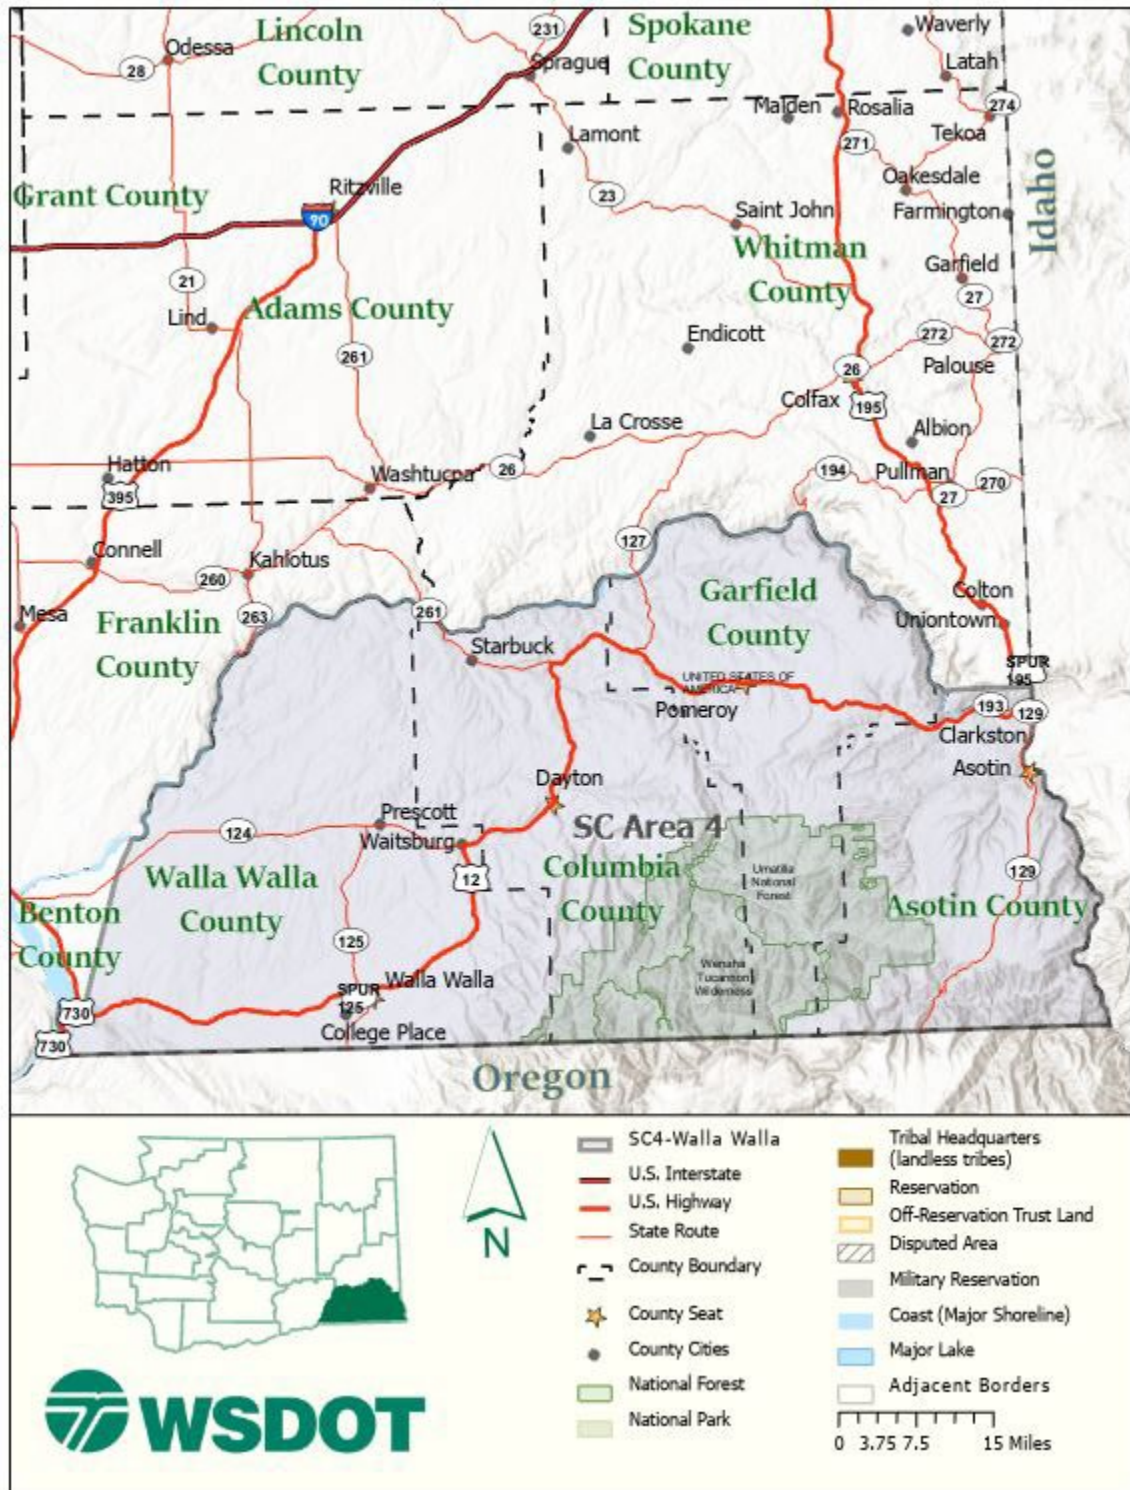 Lincoln
County
Spokane
County
231
Waverly
Odessa
28
Sprague
Latah
Malden
Rosalia
274
Tekoa
Lamont
271
Grant County
Ritzville
90
23
Oakesdale
Farmington
Idaho
Saint John
Whitman
County
Garfield
21
27
Adams County
Lind
Endicott
272
272
261
Palouse
26
Colfax
195
La Crosse
Albion
Hatton
395
Washtucna
26
194
Pullman
270
27
Connell
127
Kahlotus
260
Garfield
County
Colton
Uniontown
Mesa
Franklin
County
263
261
Starbuck
SPUR
195
UNITED STATES OF
AMERICA
Pomeroy
193
129
Clarkston
Asotin
Dayton
Prescott
124
Waitsburg
SC Area 4
Columbia
County
Walla Walla
County
12
Umatilla
National
Forest
129
Benton
County
Asotin County
125
Wenaha
Tucannon
Wilderness
Walla Walla
SPUR
125
730
College Place
730
Oregon
N
WSDOT
SC4-Walla Walla
U.S. Interstate
U.S. Highway
State Route
County Boundary
County Seat
County Cities
National Forest
National Park
Tribal Headquarters
(landless tribes)
Reservation
Off-Reservation Trust Land
Disputed Area
Military Reservation
Coast (Major Shoreline)
Major Lake
Adjacent Borders
0 3.75 7.5 15 Miles